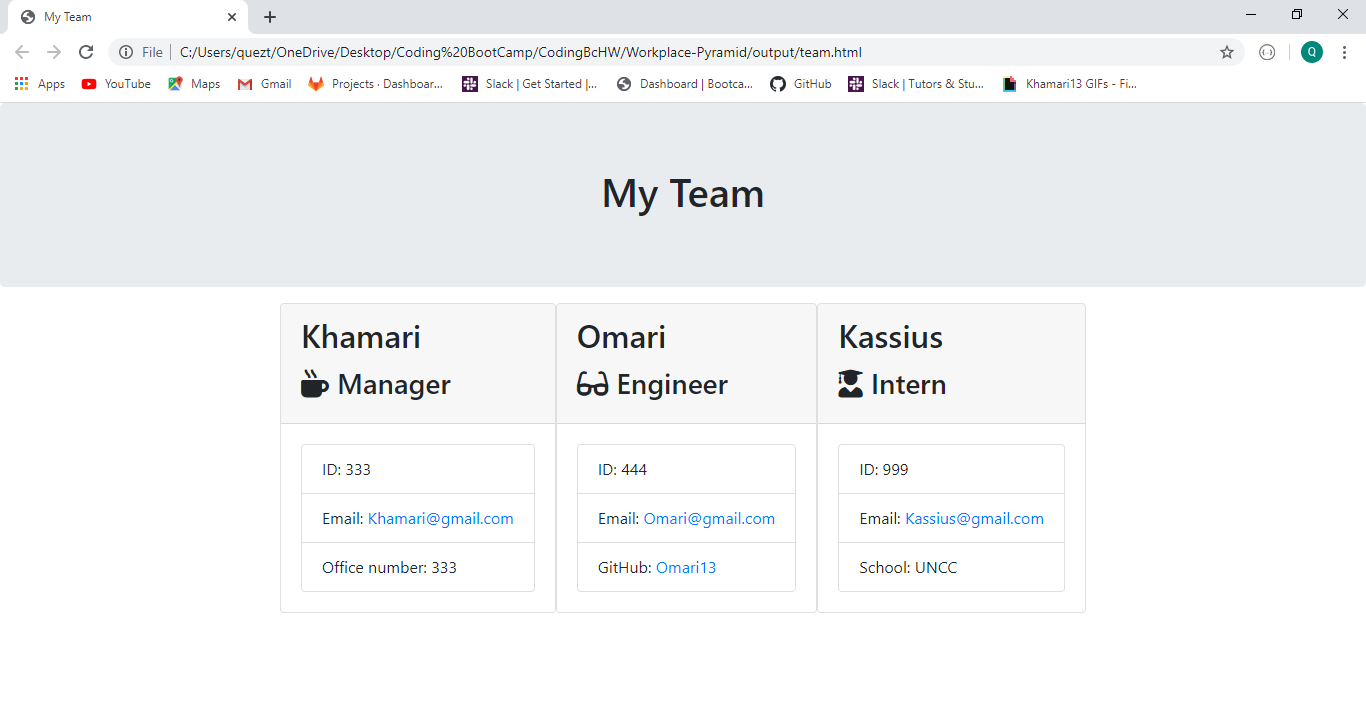 My Team
File C:/Users/quezt/OneDrive/Desktop/Coding%20BootCamp/CodingBcHW/Workplace-Pyramid/output/team.html Q
Apps YouTube Maps Gmail Projects · Dashboar... Slack | Get Started |... Dashboard | Bootca... GitHub Slack | Tutors & Stu... Khamari13 GIFs - Fi...
My Team
Khamari
Manager
ID: 333
Email: Khamari@gmail.com
Office number: 333
Omari
Engineer
ID: 444
Email: Omari@gmail.com
GitHub: Omari13
Kassius
Intern
ID: 999
Email: Kassius@gmail.com
School: UNCC